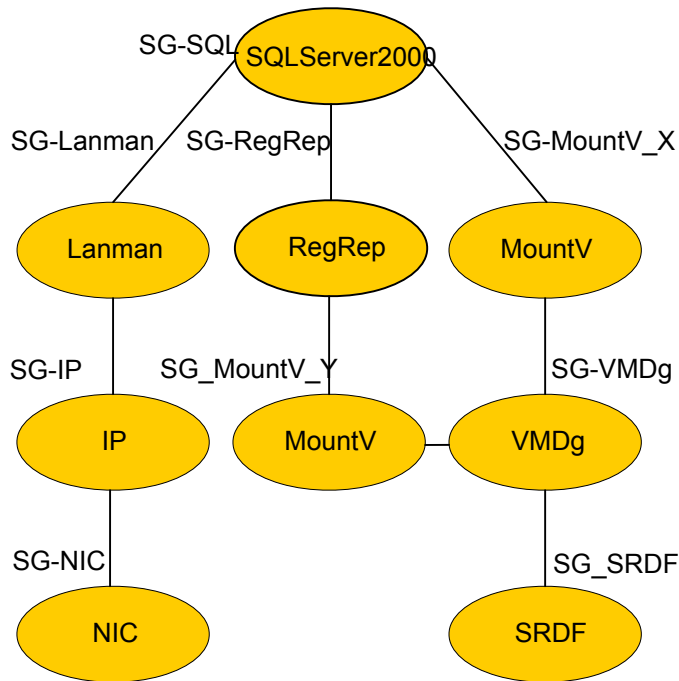 SG-SQL
SQLServer2000
SG-Lanman
SG-RegRep
SG-MountV_X
Lanman
RegRep
MountV
SG-IP
SG_MountV_Y
SG-VMDg
IP
MountV
VMDg
SG-NIC
SG_SRDF
NIC
SRDF